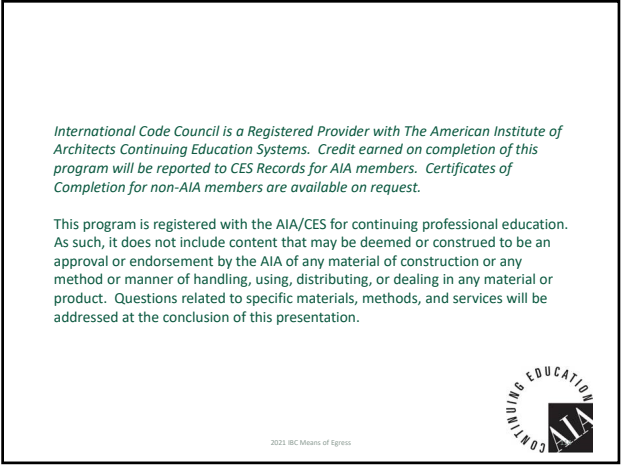 International Code Council is a Registered Provider with The American Institute of
Architects Continuing Education Systems.  Credit earned on completion of this
program will be reported to CES Records for AIA members.  Certificates of
Completion for non-AIA members are available on request.
This program is registered with the AIA/CES for continuing professional education.
As such, it does not include content that may be deemed or construed to be an
approval or endorsement by the AIA of any material of construction or any
method or manner of handling, using, distributing, or dealing in any material or
product.  Questions related to specific materials, methods, and services will be
addressed at the conclusion of this presentation.
CONTINUING EDUCATION
AIA
2021 IBC Means of Egress